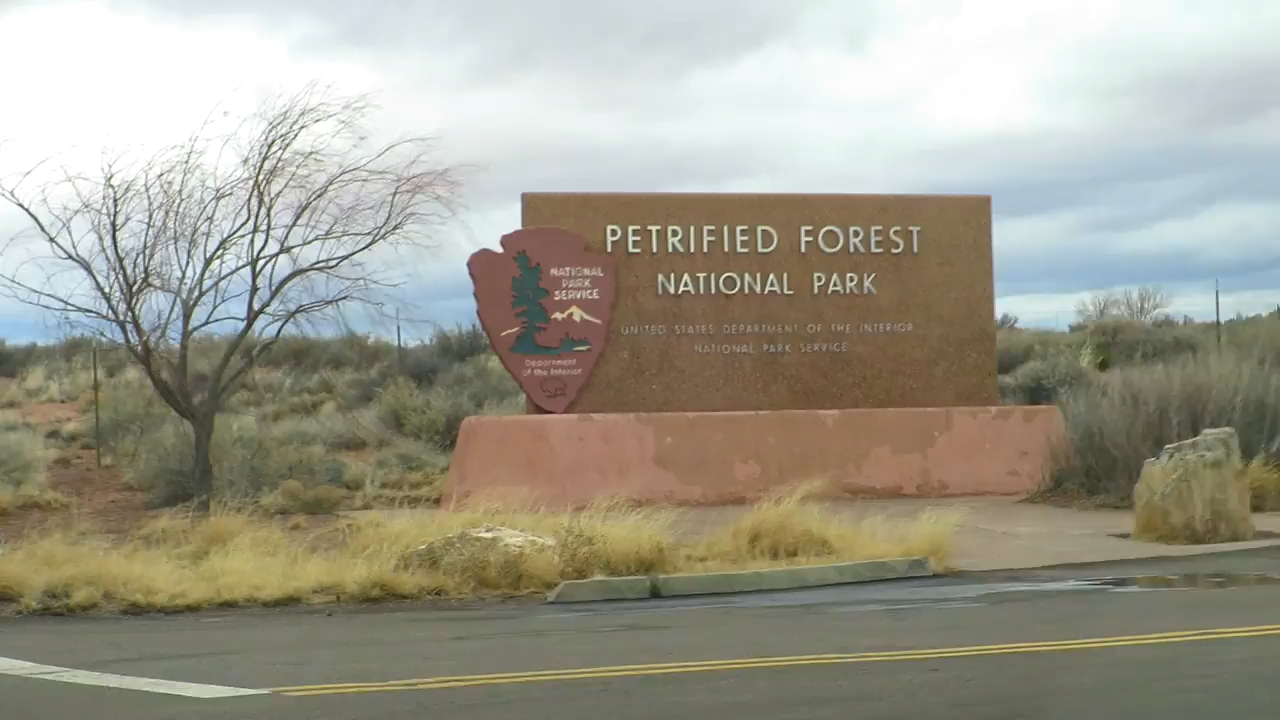 PETRIFIED FOREST
NATIONAL PARK
UNITED STATES DEPARTMENT OF THE INTERIOR
NATIONAL PARK SERVICE
NATIONAL
PARK
SERVICE
Department
of the Interior